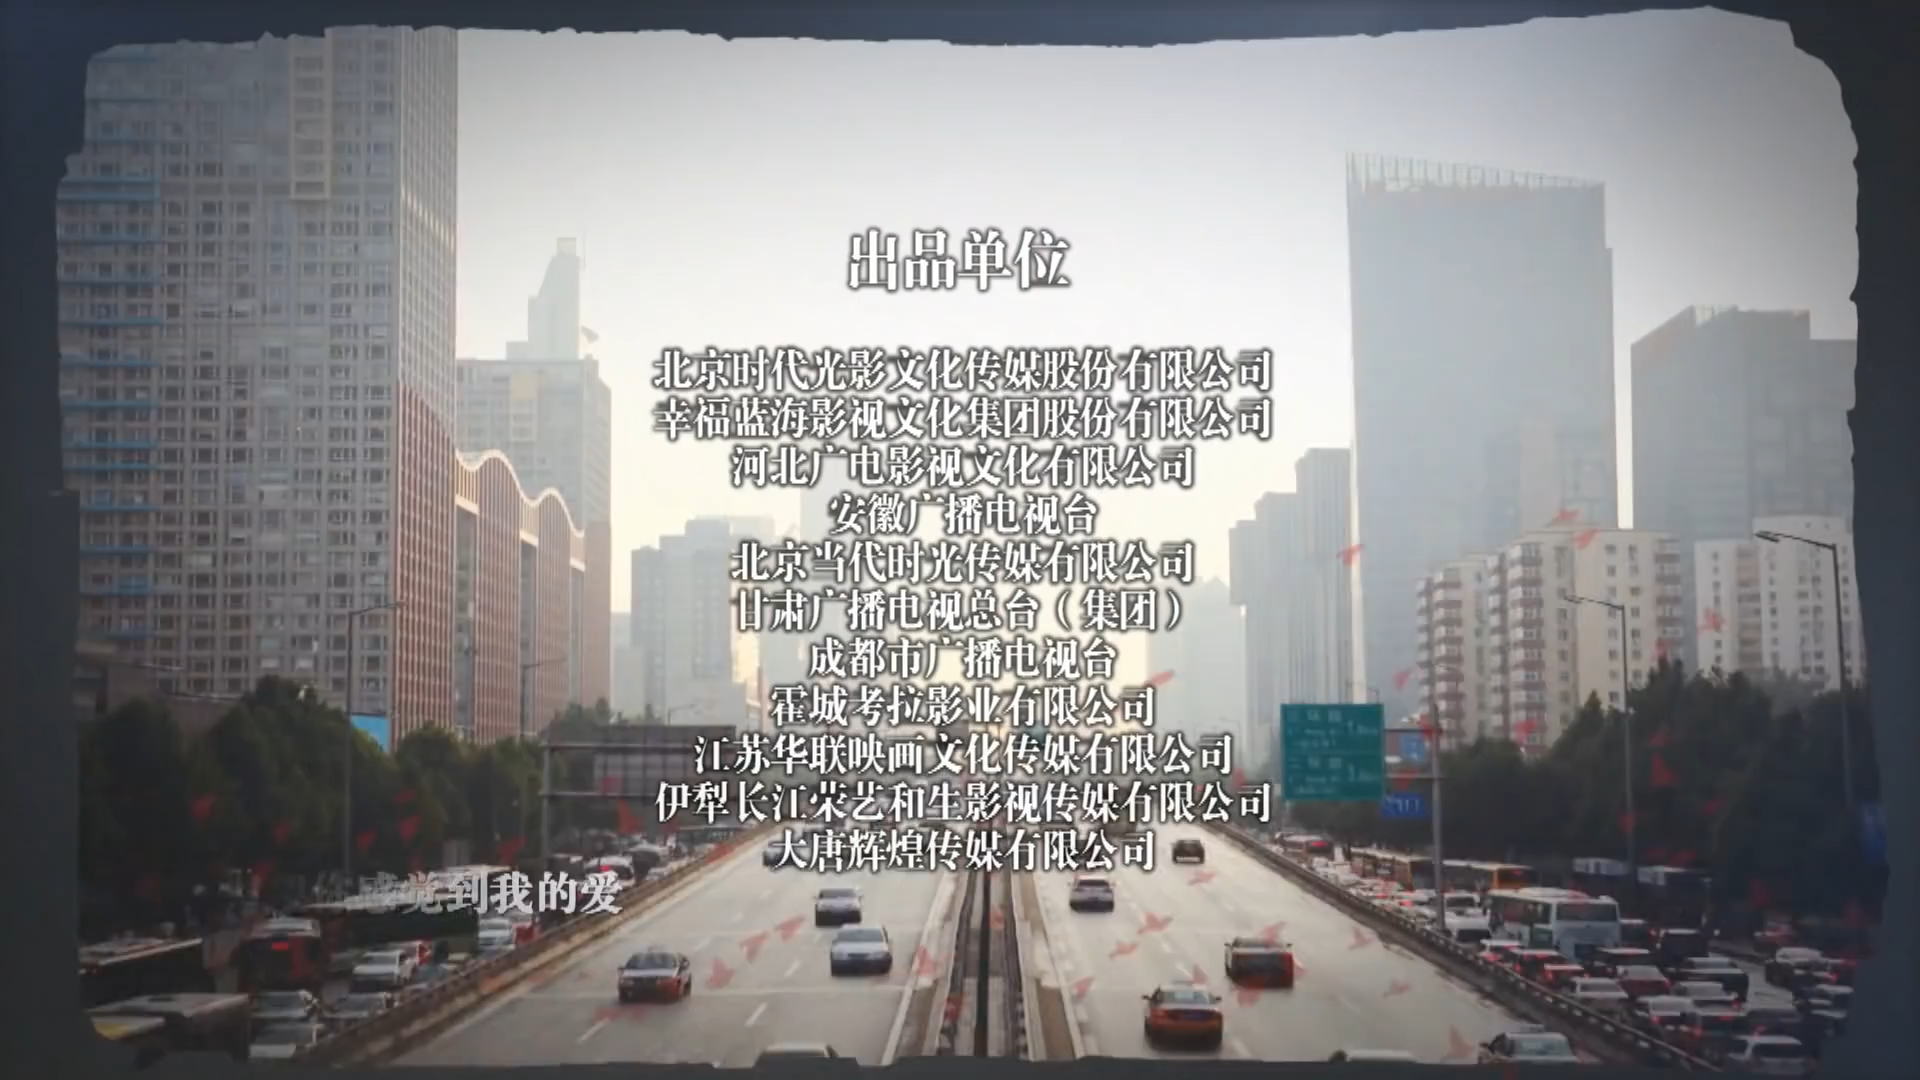 出品单位
北京时代光影文化传媒股份有限公司
幸福蓝海影视文化集团股份有限公司
河北广电影视文化有限公司
安徽广播电视台
北京当代时光传媒有限公司
甘肃广播电视总台（集团）
成都市广播电视台
霍城考拉影业有限公司
江苏华联映画文化传媒有限公司
伊犁长江荣艺和生影视传媒有限公司
大唐辉煌传媒有限公司
感觉到我的爱